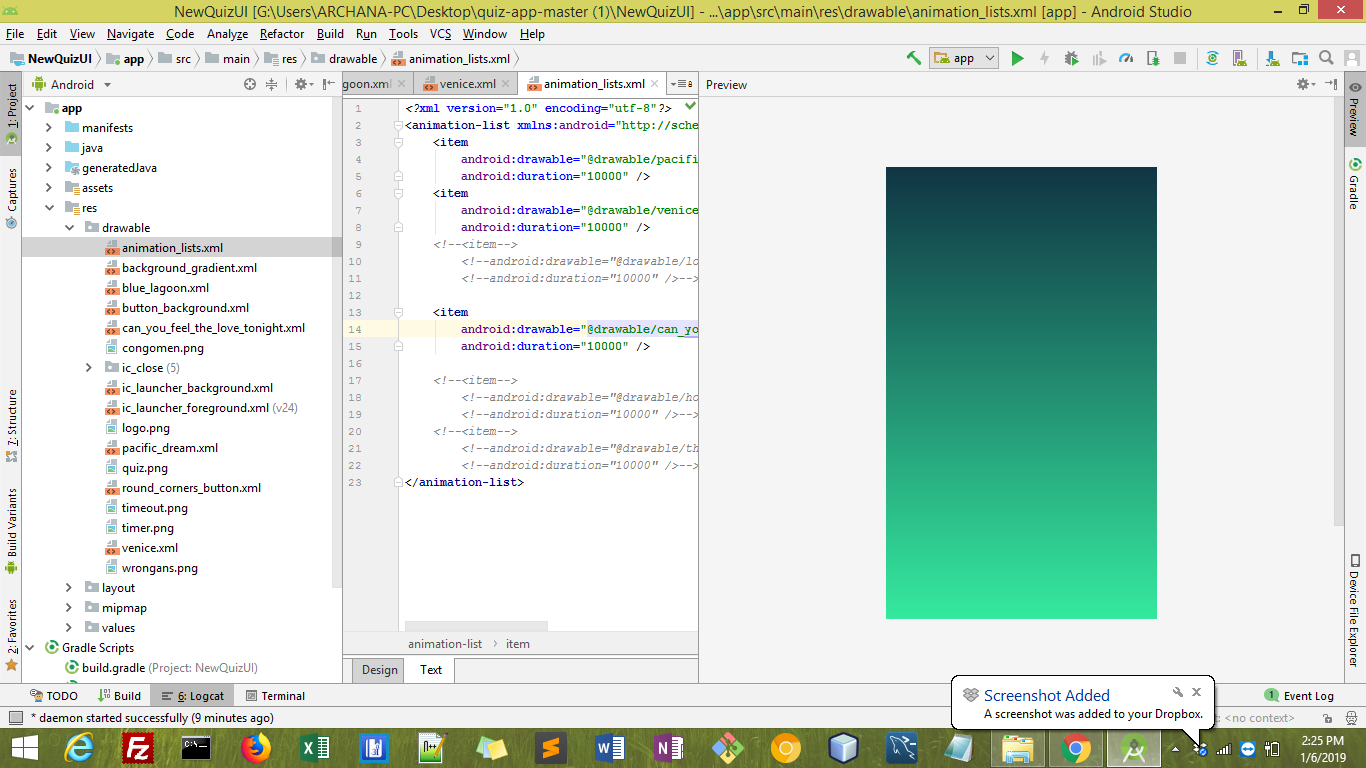 NewQuizUI [G:\Users\ARCHANA-PC\Desktop\quiz-app-master (1)\NewQuizUI] - ...\app\src\main\res\drawable\animation_lists.xml [app] - Android Studio
File Edit View Navigate Code Analyze Refactor Build Run Tools VCS Window Help
NewQuizUI app src main res drawable animation_lists.xml app
1: Project
Captures
7: Structure
Build Variants
2: Favorites
Android
app
manifests
java
generatedJava
assets
res
drawable
animation_lists.xml
background_gradient.xml
blue_lagoon.xml
button_background.xml
can_you_feel_the_love_tonight.xml
congomen.png
ic_close (5)
ic_launcher_background.xml
ic_launcher_foreground.xml (v24)
logo.png
pacific_dream.xml
quiz.png
round_corners_button.xml
timeout.png
timer.png
venice.xml
wrongans.png
layout
mipmap
values
Gradle Scripts
build.gradle (Project: NewQuizUI)
goon.xml venice.xml animation_lists.xml
1 <?xml version="1.0" encoding="utf-8"?>
2 <animation-list xmlns:android="http://sche
3 <item
4 android:drawable="@drawable/pacifi
5 android:duration="10000" />
6 <item
7 android:drawable="@drawable/venice
8 android:duration="10000" />
9 <!--<item-->
10 <!--android:drawable="@drawable/lo
11 <!--android:duration="10000" />-->
12
13 <item
14 android:drawable="@drawable/can_yo
15 android:duration="10000" />
16
17 <!--<item-->
18 <!--android:drawable="@drawable/ho
19 <!--android:duration="10000" />-->
20 <!--<item-->
21 <!--android:drawable="@drawable/th
22 <!--android:duration="10000" />-->
23 </animation-list>
animation-list item
Design Text
Preview
Preview
Gradle
Device File Explorer
TODO Build 6: Logcat Terminal
Event Log
Screenshot Added
A screenshot was added to your Dropbox.
* daemon started successfully (9 minutes ago)
<no context>
2:25 PM
1/6/2019